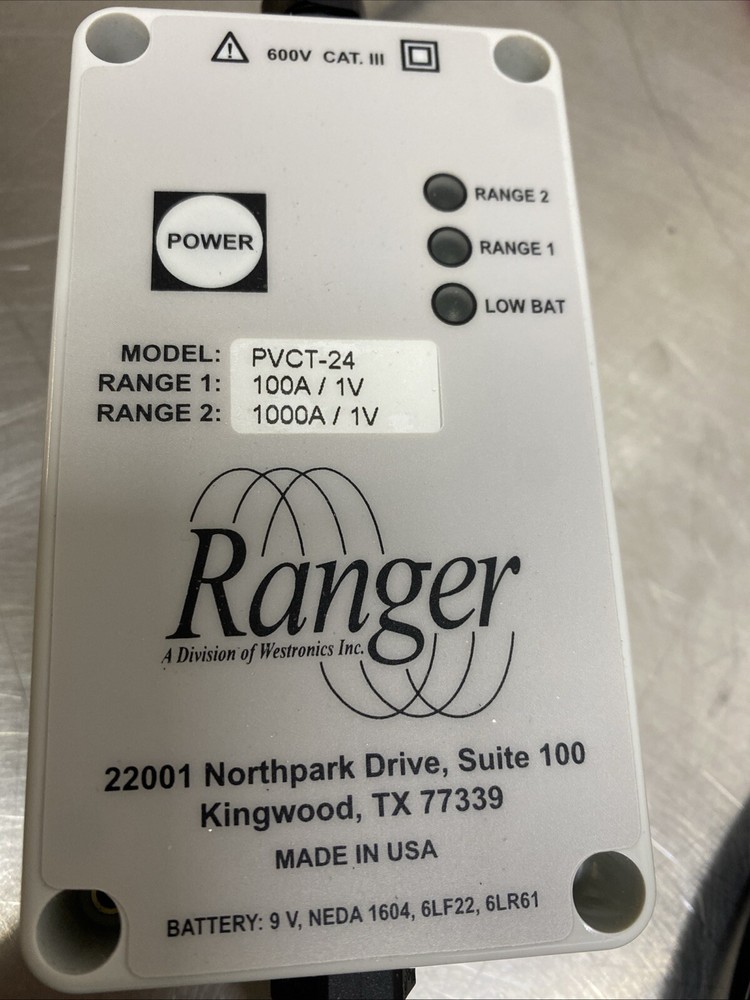 600V CAT. III
POWER
RANGE 2
RANGE 1
LOW BAT
MODEL: PVCT-24
RANGE 1: 100A / 1V
RANGE 2: 1000A / 1V
Ranger
A Division of Westronics Inc.
22001 Northpark Drive, Suite 100
Kingwood, TX 77339
MADE IN USA
BATTERY: 9 V, NEDA 1604, 6LF22, 6LR61